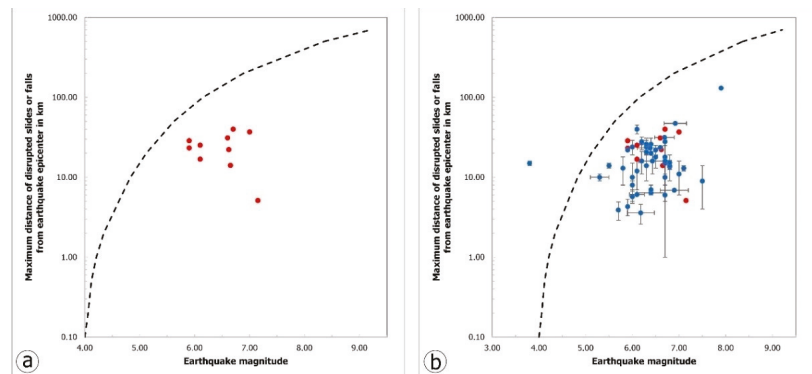 Maximum distance of disrupted slides or falls
from earthquake epicenter in km
1000.00
100.00
10.00
1.00
0.10
4.00 5.00 6.00 7.00 8.00 9.00
Earthquake magnitude
a
Maximum distance of disrupted slides or falls
from earthquake epicenter in km
1000.00
100.00
10.00
1.00
0.10
3.00 4.00 5.00 6.00 7.00 8.00 9.00
Earthquake magnitude
b